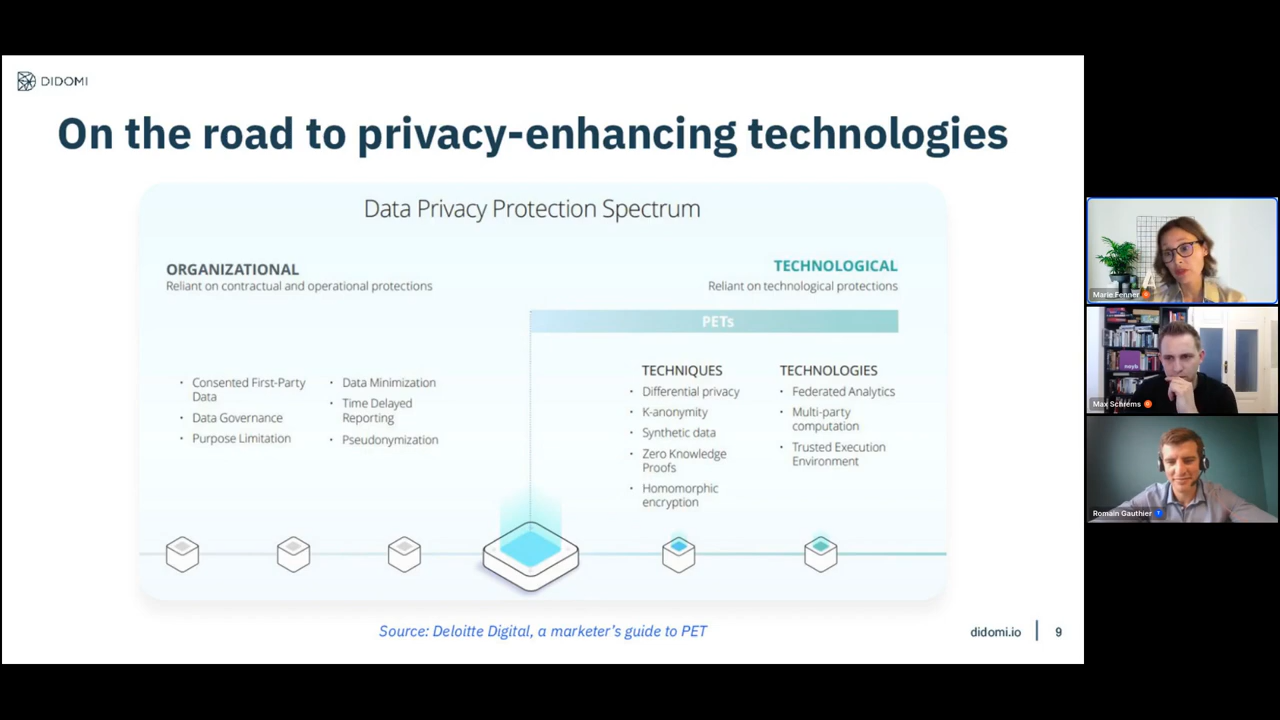 DIDOMI
On the road to privacy-enhancing technologies
Data Privacy Protection Spectrum
ORGANIZATIONAL
Reliant on contractual and operational protections
TECHNOLOGICAL
Reliant on technological protections
PETs
• Consented First-Party
Data
• Data Governance
• Purpose Limitation
• Data Minimization
• Time Delayed
Reporting
• Pseudonymization
TECHNIQUES
• Differential privacy
• K-anonymity
• Synthetic data
• Zero Knowledge
Proofs
• Homomorphic
encryption
TECHNOLOGIES
• Federated Analytics
• Multi-party
computation
• Trusted Execution
Environment
Source: Deloitte Digital, a marketer's guide to PET
didomi.io
9
Marie Fenner
noyb
Max Schrems
Romain Gauthier